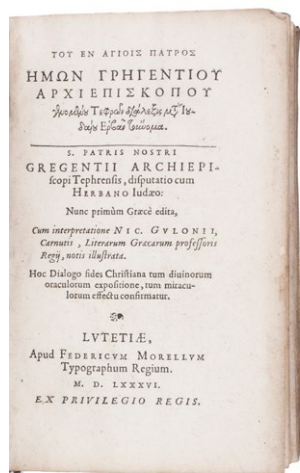 ΤΟΥ ΕΝ ΑΓΙΟΙΣ ΠΑΤΡΟΣ
ΗΜΩΝ ΓΡΗΓΕΝΤΙΟΥ
ΑΡΧΙΕΠΙΣΚΟΠΟΥ
S. PATRIS NOSTRI
GREGENTII ARCHIEPI-
scopi Tephrensis, disputatio cum
HERBANO Iudæo:
Nunc primùm Græcè edita,
Cum interpretatione NIC. GVLONII,
Carnutis, Literarum Græcarum professoris
Regij, notis illustrata.
Hoc Dialogo fides Christiana tum diuinorum
oraculorum expositione, tum miracu-
lorum effectu confirmatur.
LVTETIÆ,
Apud FEDERICVM MORELLVM
Typographum Regium.
M. D. LXXXVI.
EX PRIVILEGIO REGIS.